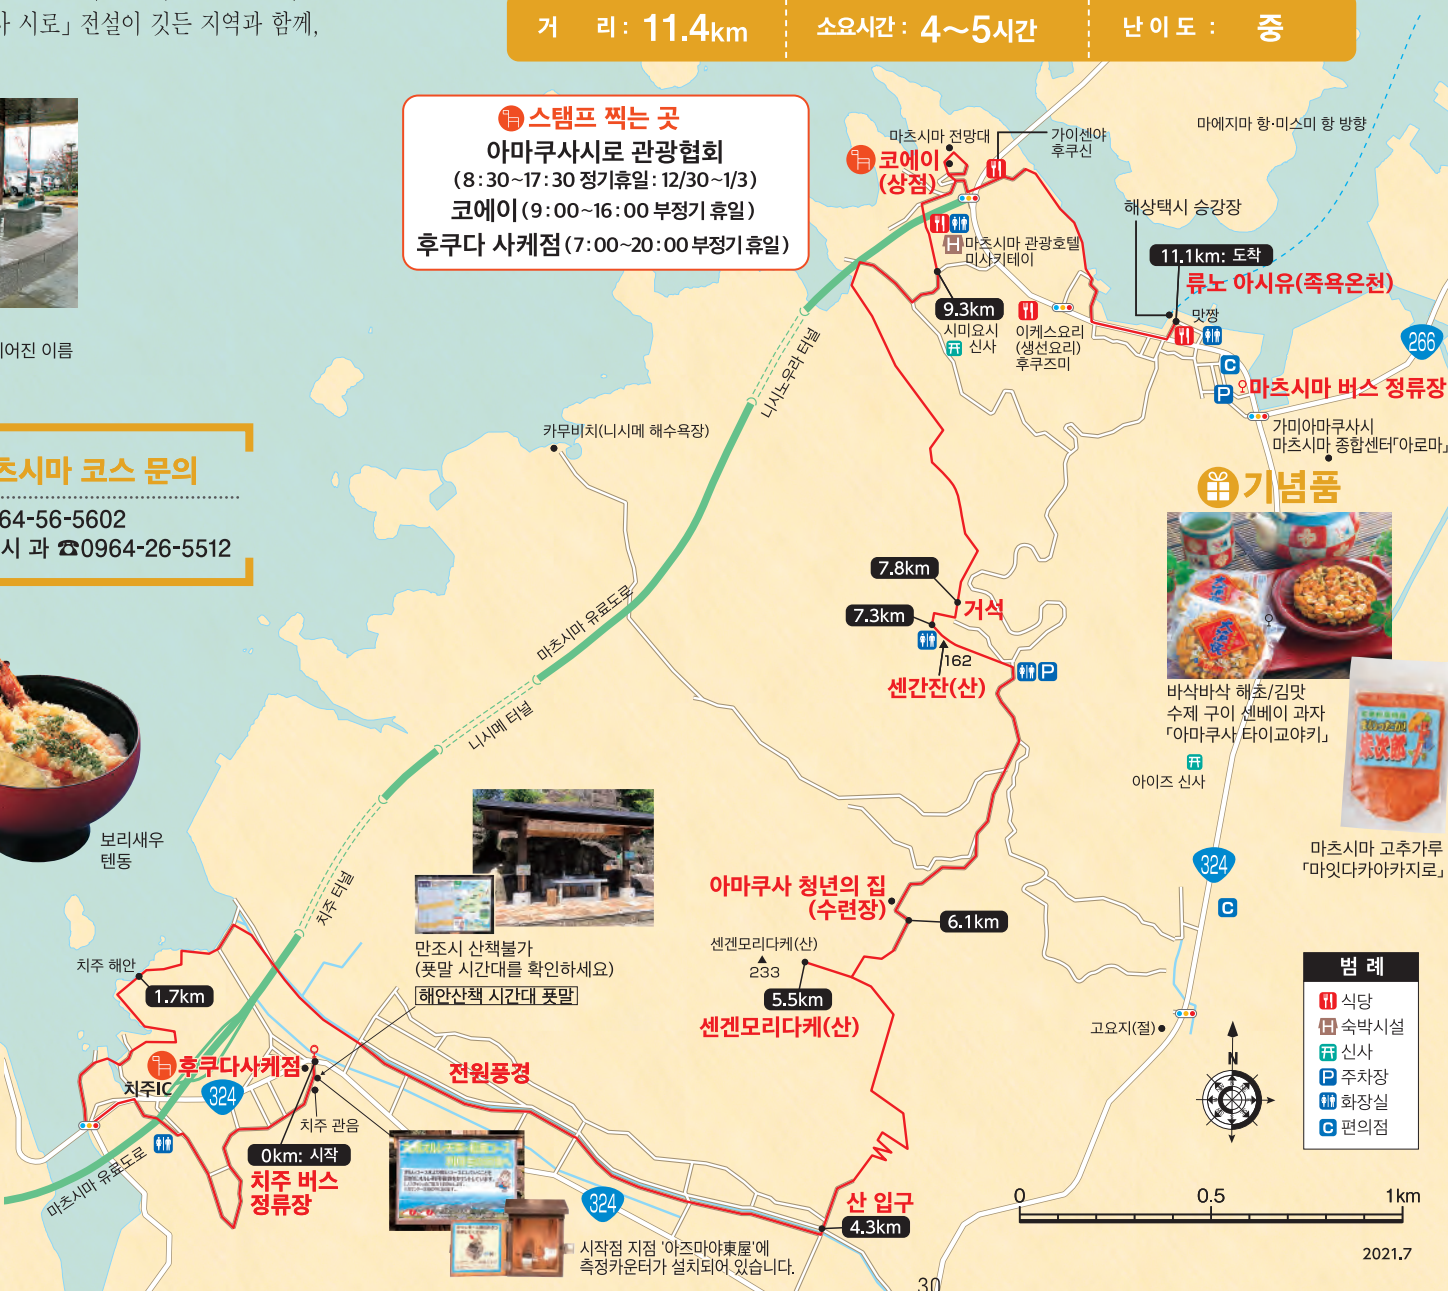 시로」 전설이 깃든 지역과 함께,
거 리 : 11.4km
소요시간 : 4~5시간
난 이 도 : 중
스탬프 찍는 곳
아마쿠사시로 관광협회
(8:30~17:30 정기휴일 : 12/30~1/3)
코에이 (9:00~16:00 부정기 휴일)
후쿠다 사케점 (7:00~20:00 부정기 휴일)
마츠시마 전망대
코에이
(상점)
가이센야
후쿠신
마에지마 항·미스미 항 방향
해상택시 승강장
11.1km: 도착
류노 아시유(족욕온천)
맛짱
H 마츠시마 관광호텔
미사키테이
9.3km
시미요시
신사
이케스요리
(생선요리)
후쿠즈미
266
C
P
마츠시마 버스 정류장
가미아마쿠사시
마츠시마 종합센터「아로마」
어진 이름
츠시마 코스 문의
64-56-5602
시 과 ☎0964-26-5512
니시노우라 터널
카무비치(니시메 해수욕장)
마츠시마 유료도로
니시메 터널
치주 터널
기념품
바삭바삭 해초/김맛
수제 구이 센베이 과자
「아마쿠사 타이교야키」
아이즈 신사
마츠시마 고추가루
「마잇다카아카지로」
7.8km
거석
7.3km
162
센간잔(산)
P
보리새우
텐동
아마쿠사 청년의 집
(수련장)
6.1km
324
C
센겐모리다케(산)
233
5.5km
센겐모리다케(산)
만조시 산책불가
(푯말 시간대를 확인하세요)
해안산책 시간대 푯말
치주 해안
1.7km
후쿠다사케점
치주IC
324
전원풍경
치주 관음
0km: 시작
치주 버스
정류장
마츠시마 유료도로
324
산 입구
4.3km
시작점 지점 '아즈마야東屋'에
측정카운터가 설치되어 있습니다.
고요지(절)
N
범 례
식당
H 숙박시설
신사
P 주차장
화장실
C 편의점
0 0.5 1km
2021.7
30